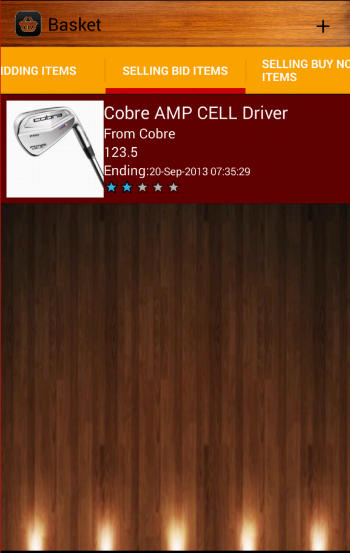 Basket
+
IDDING ITEMS
SELLING BID ITEMS
SELLING BUY NO
ITEMS
cobra
Cobre AMP CELL Driver
From Cobre
123.5
Ending:20-Sep-2013 07:35:29